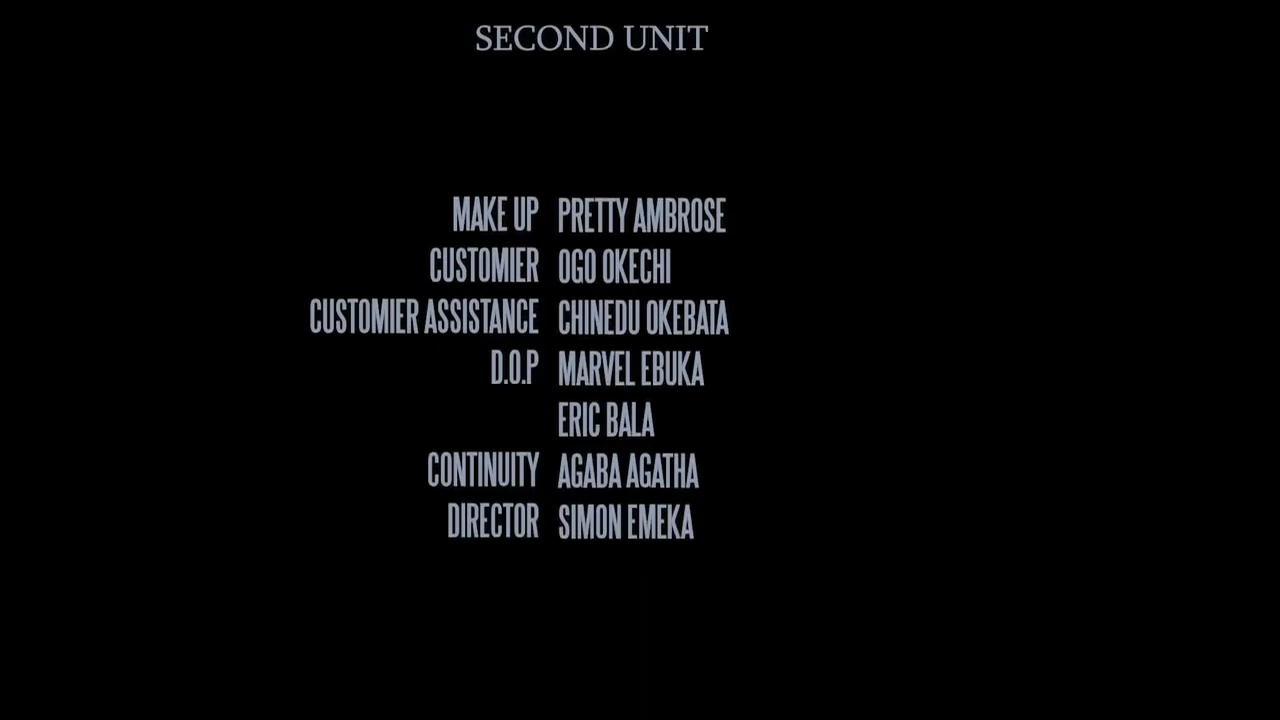 SECOND UNIT
MAKE UP PRETTY AMBROSE
CUSTOMIER OGO OKECHI
CUSTOMIER ASSISTANCE CHINEDU OKEBATA
D.O.P MARVEL EBUKA
ERIC BALA
CONTINUITY AGABA AGATHA
DIRECTOR SIMON EMEKA